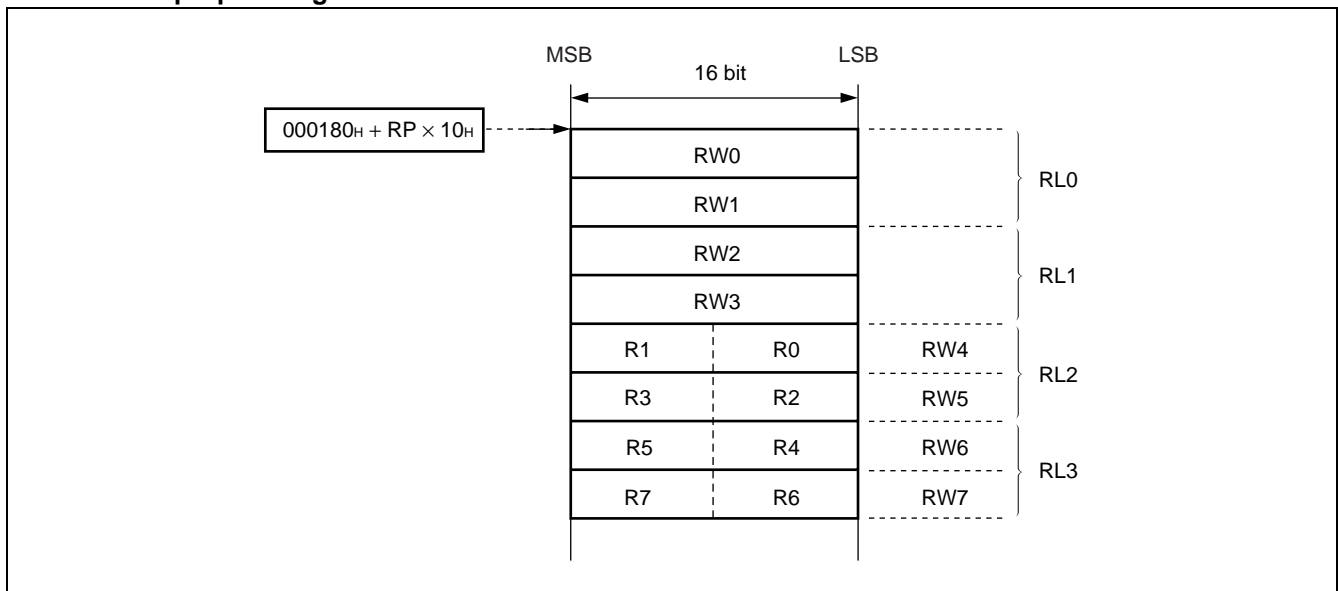 MSB
LSB
16 bit
000180H + RP × 10H
RW0
RL0
RW1
RW2
RL1
RW3
R1 R0 RW4
RL2
R3 R2 RW5
R5 R4 RW6
RL3
R7 R6 RW7